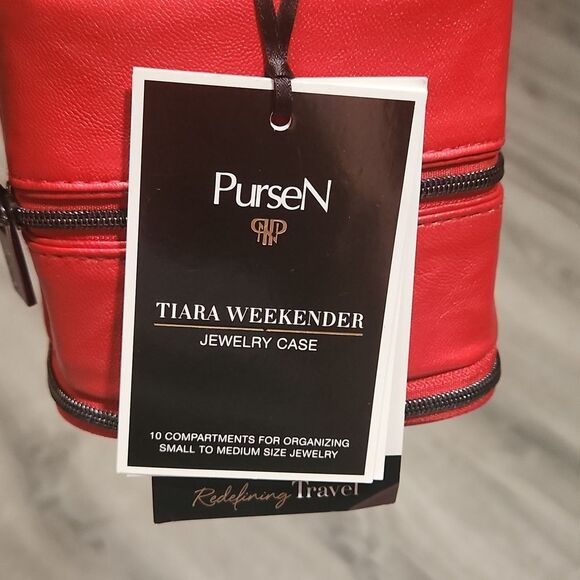 PurseN
TIARA WEEKENDER
JEWELRY CASE
10 COMPARTMENTS FOR ORGANIZING
SMALL TO MEDIUM SIZE JEWELRY
Redefining Travel